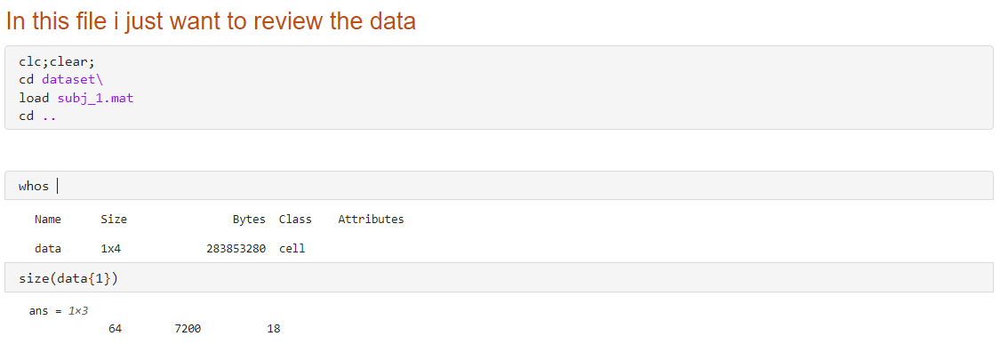 In this file i just want to review the data
clc;clear;
cd dataset\
load subj_1.mat
cd ..
whos
Name Size Bytes Class Attributes
data 1x4 283853280 cell
size(data{1})
ans = 1×3
64 7200 18